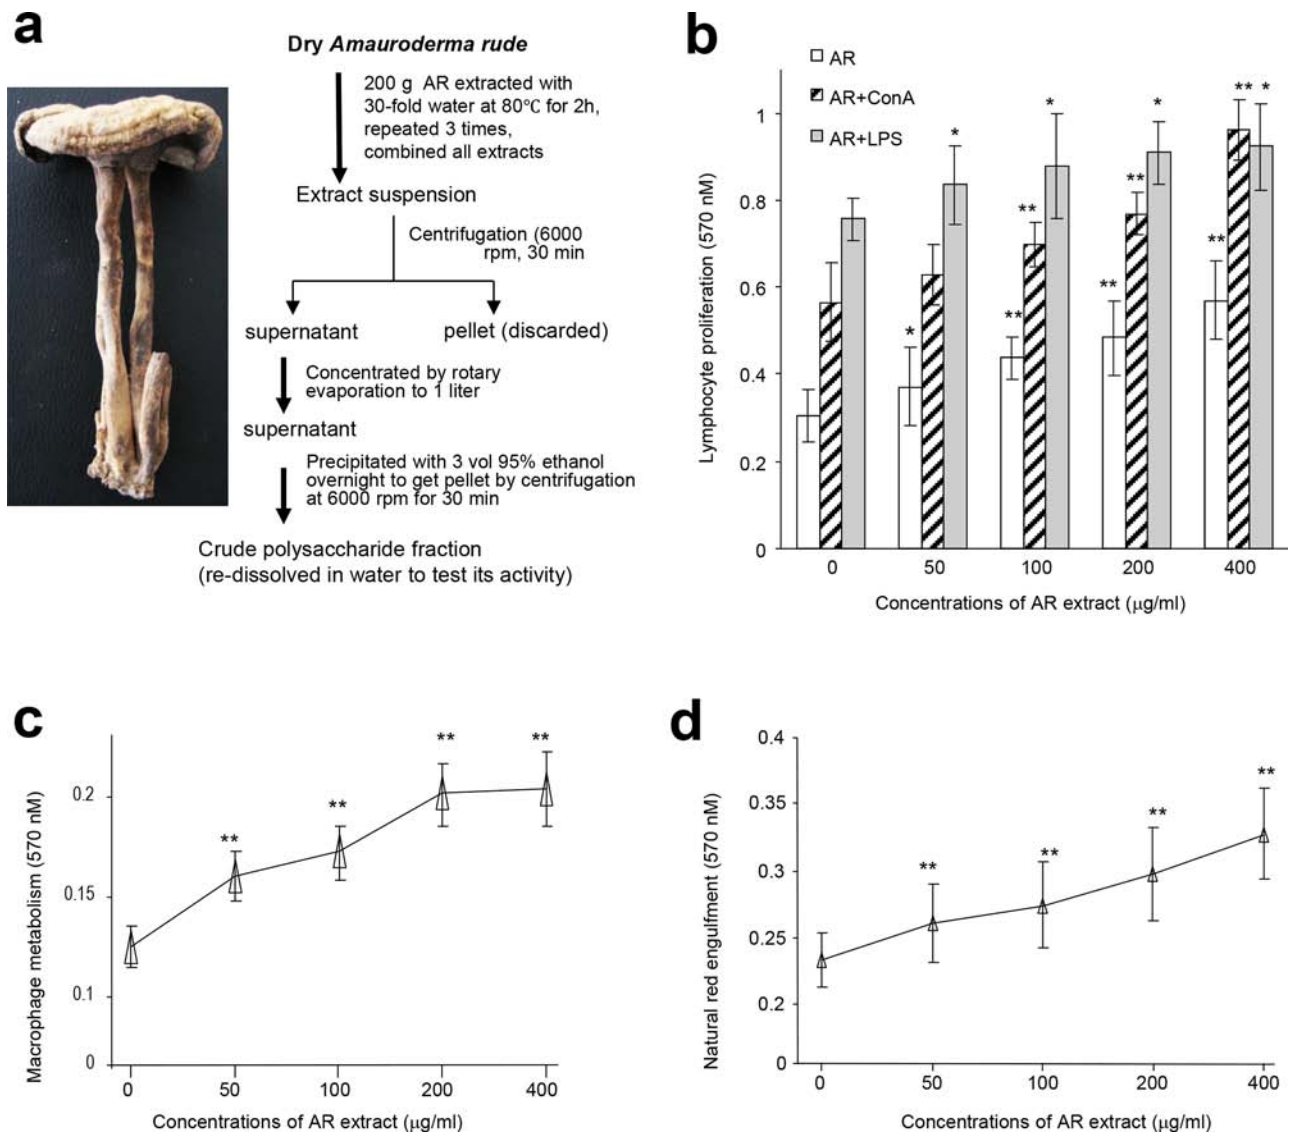 a
Dry Amauroderma rude
200 g AR extracted with
30-fold water at 80℃ for 2h,
repeated 3 times,
combined all extracts
Extract suspension
Centrifugation (6000
rpm, 30 min
supernatant
pellet (discarded)
Concentrated by rotary
evaporation to 1 liter
supernatant
Precipitated with 3 vol 95% ethanol
overnight to get pellet by centrifugation
at 6000 rpm for 30 min
Crude polysaccharide fraction
(re-dissolved in water to test its activity)
b
AR
AR+ConA
AR+LPS
Lymphocyte proliferation (570 nM)
1
0.8
0.6
0.4
0.2
0
* ** * ** * ** ** * ** ** ** *
0 50 100 200 400
Concentrations of AR extract (μg/ml)
c
Macrophage metabolism (570 nM)
0.2
0.15
0.1
0
** ** ** **
0 50 100 200 400
Concentrations of AR extract (μg/ml)
d
Natural red engulfment (570 nM)
0.4
0.35
0.3
0.25
0.2
0
** ** ** **
0 50 100 200 400
Concentrations of AR extract (μg/ml)